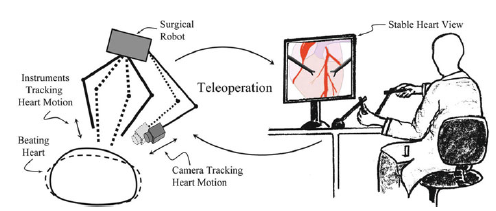 Surgical
Robot
Stable Heart View
Instruments
Tracking
Heart Motion
Teleoperation
Beating
Heart
Camera Tracking
Heart Motion